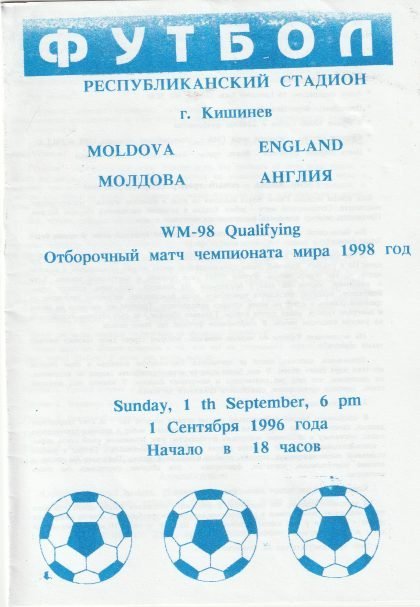 ФУТБОЛ
РЕСПУБЛИКАНСКИЙ СТАДИОН
г. Кишинев
MOLDOVA ENGLAND
МОЛДОВА АНГЛИЯ
WM-98 Qualifying
Отборочный матч чемпионата мира 1998 год
Sunday, 1 th September, 6 pm
1 Сентября 1996 года
Начало в 18 часов